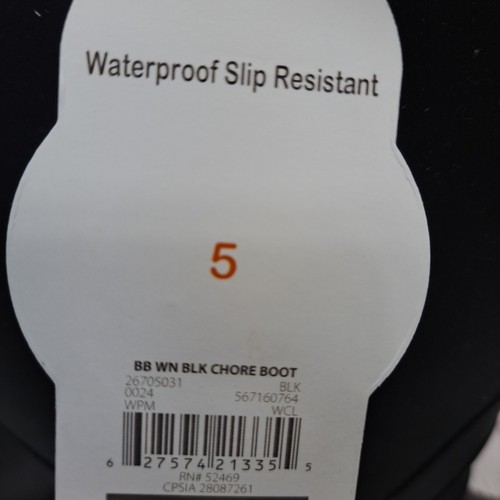 Waterproof Slip Resistant
5
BB WN BLK CHORE BOOT
26705031 BLK
0024 567160764
WPM WCL
6 27574 21335 5
RN# 52469
CPSIA 28087261